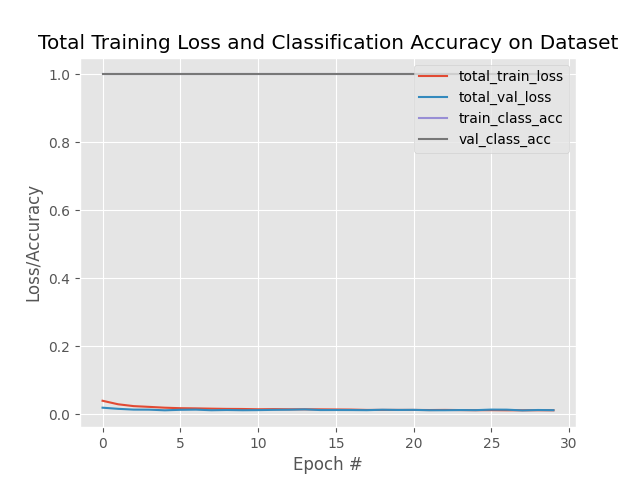 Total Training Loss and Classification Accuracy on Dataset
1.0
0.8
0.6
0.4
0.2
0.0
Loss/Accuracy
total_train_loss
total_val_loss
train_class_acc
val_class_acc
0 5 10 15 20 25 30
Epoch #